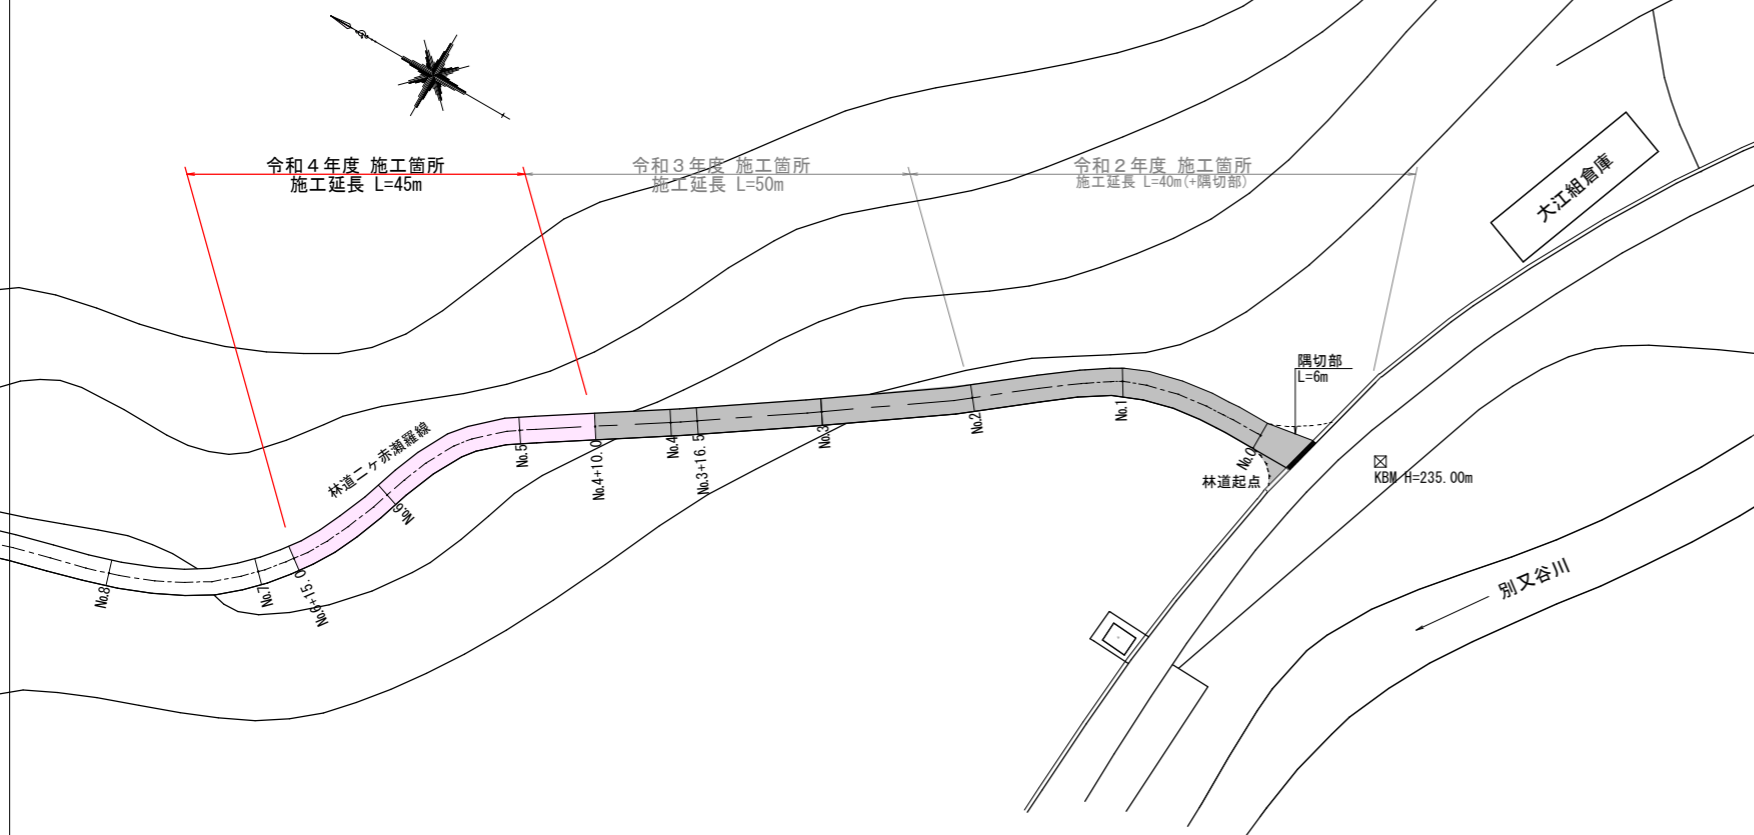 令和４年度 施工箇所
施工延長 L=45m
令和３年度 施工箇所
施工延長 L=50m
令和２年度 施工箇所
施工延長 L=40m(+隅切部)
大江組倉庫
隅切部
L=6m
林道二ヶ赤瀬羅線
No.8
No.7
No.6+15.0
No.6
No.5
No.4+10.0
No.4
No.3+16.5
No.3
No.2
No.1
No.0
林道起点
KBM H=235.00m
別又谷川